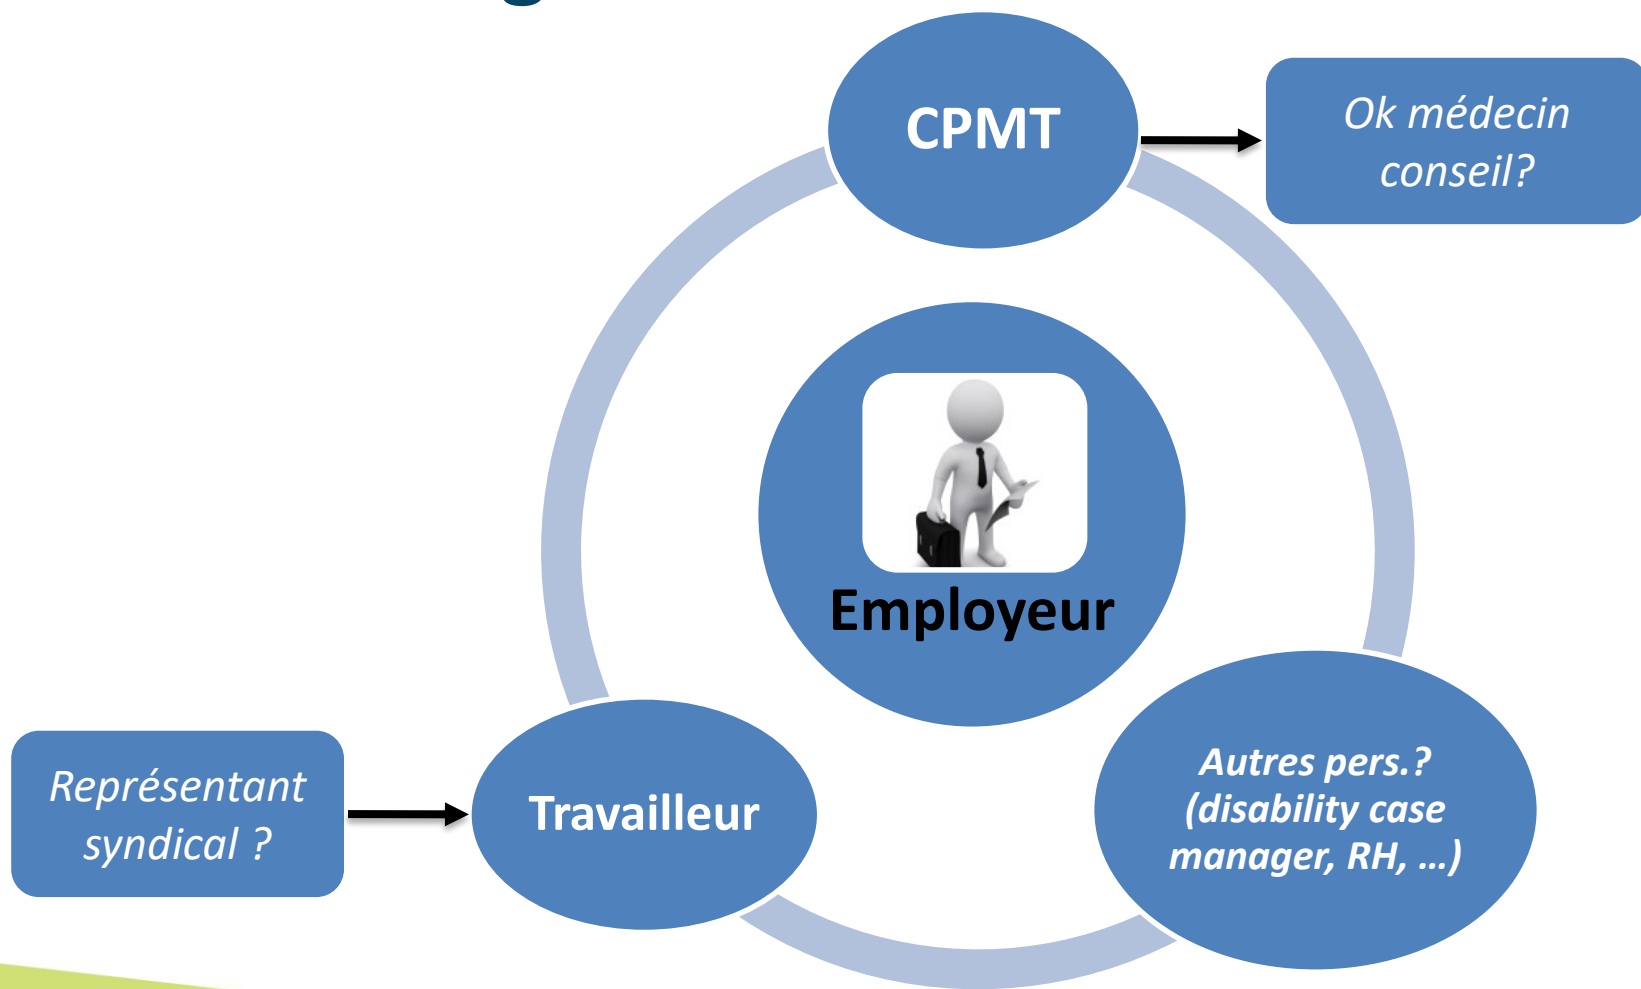 CPMT
Ok médecin
conseil?
Employeur
Représentant
syndical ?
Travailleur
Autres pers.?
(disability case
manager, RH, ...)